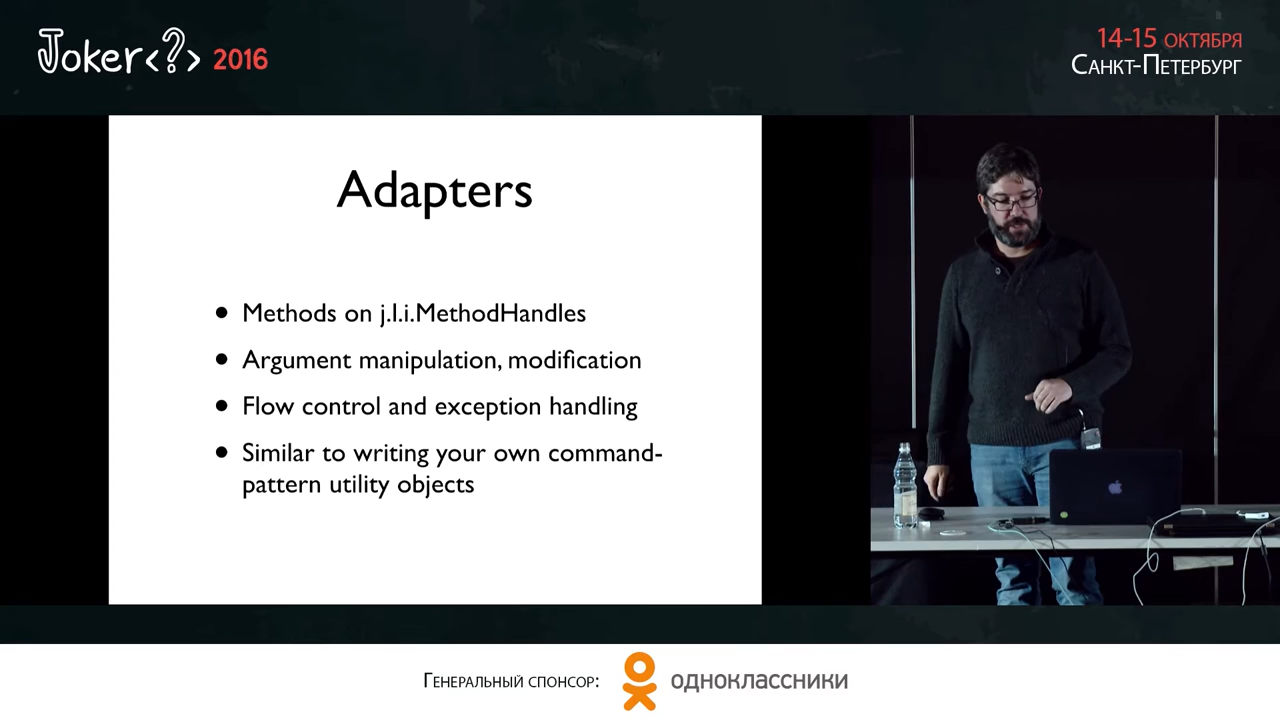 Joker<?> 2016
14-15 октября
Санкт-Петербург
Adapters
• Methods on j.l.i.MethodHandles
• Argument manipulation, modification
• Flow control and exception handling
• Similar to writing your own command-
pattern utility objects
Генеральный спонсор: одноклассники